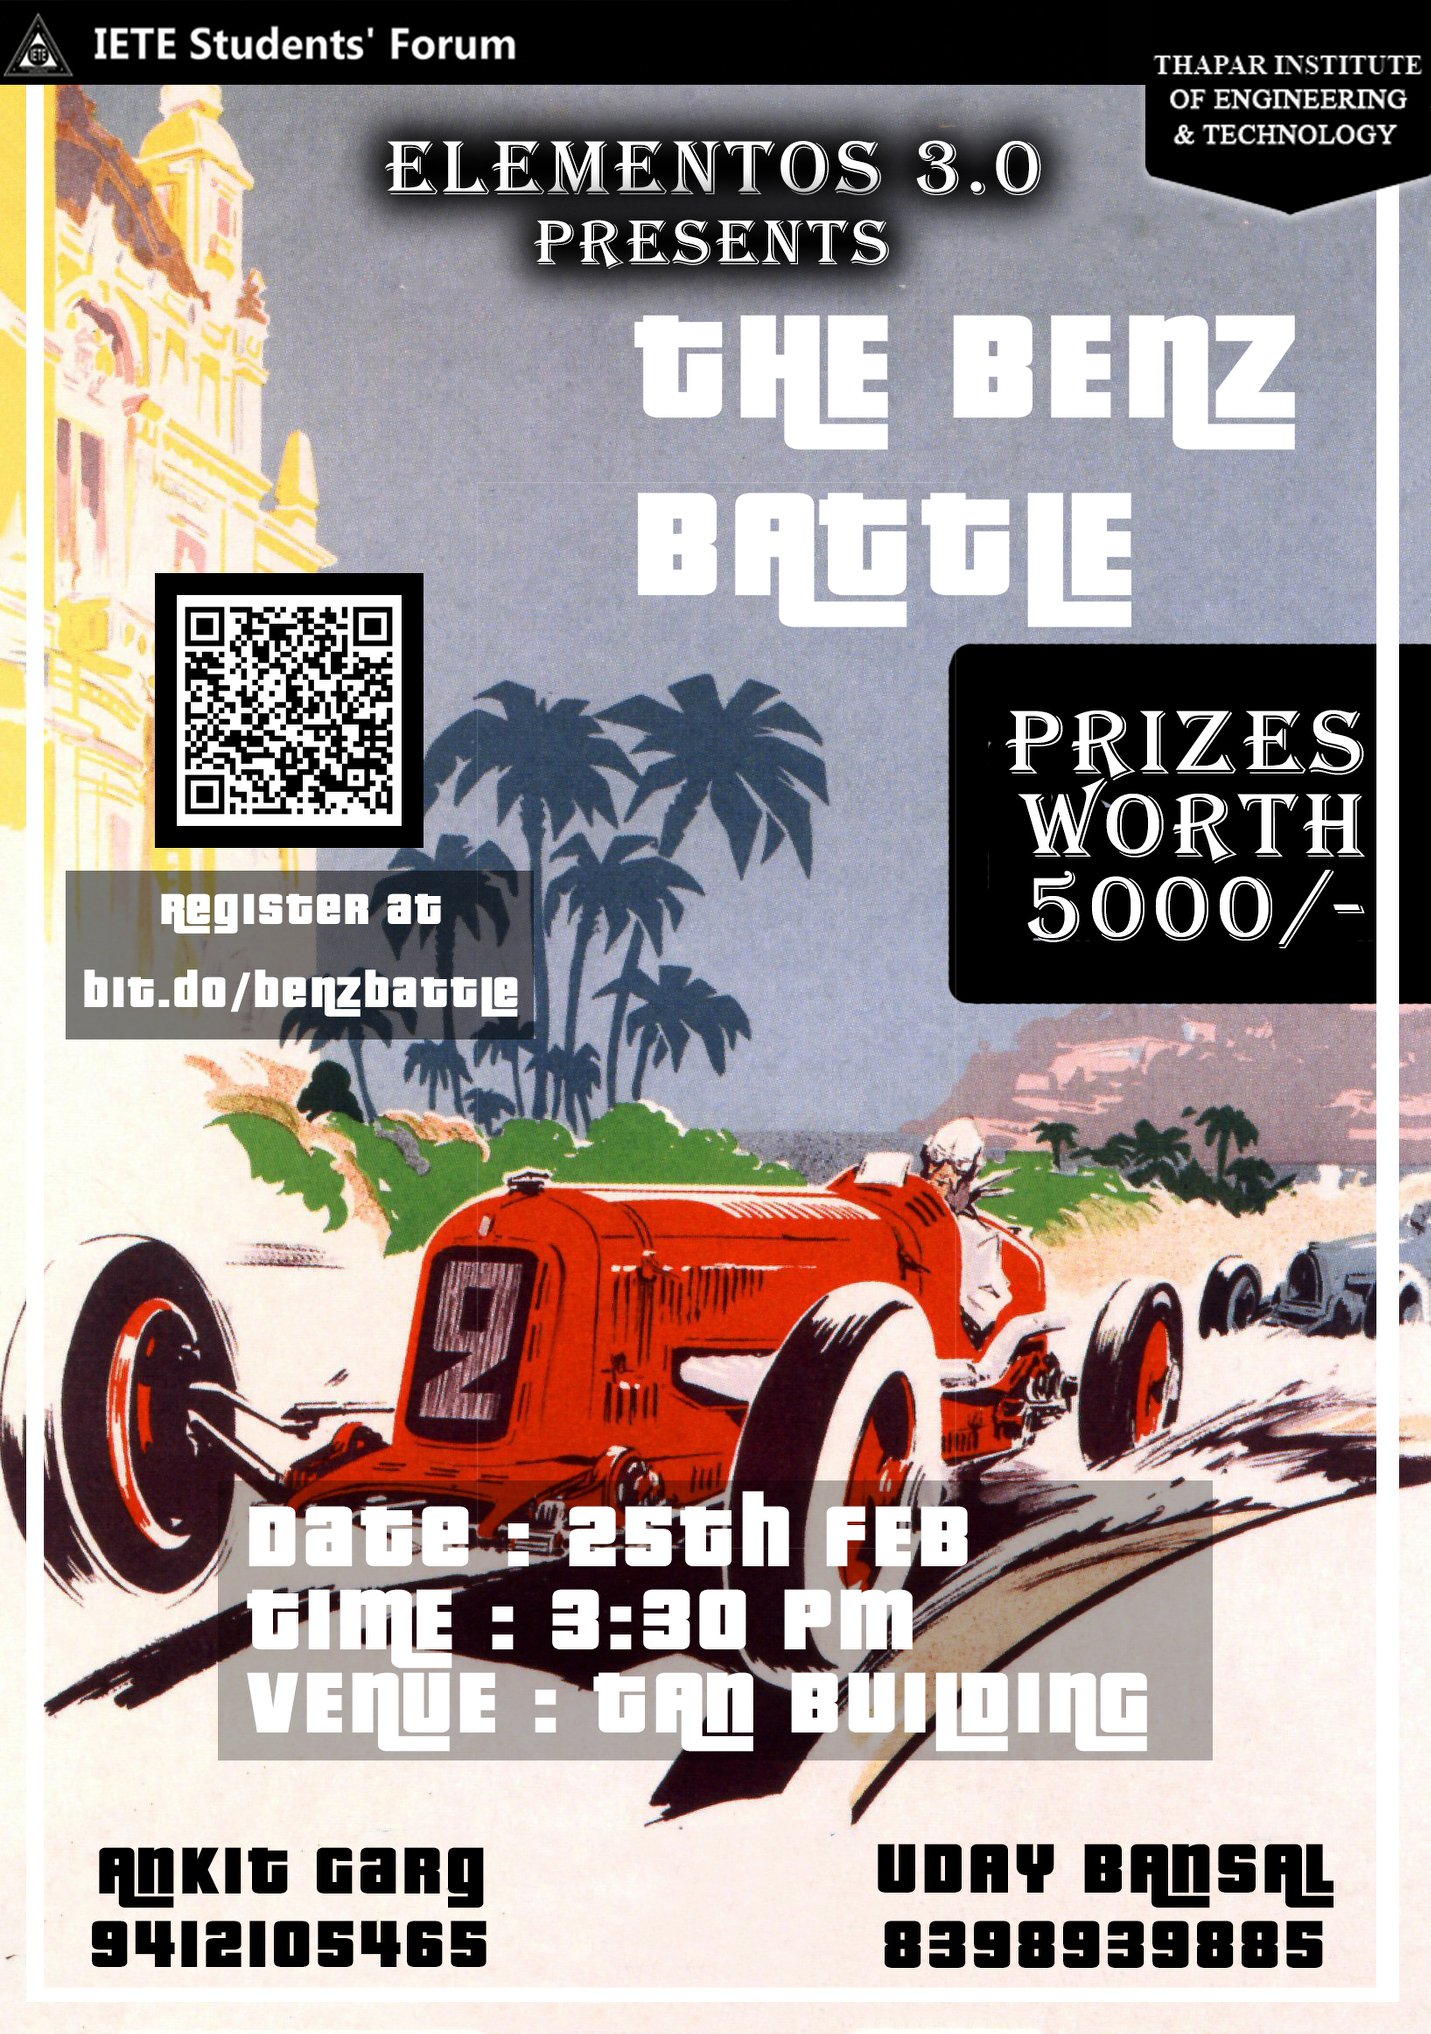 IETE
IETE Students' Forum
THAPAR INSTITUTE
OF ENGINEERING
& TECHNOLOGY
ELEMENTOS 3.0
PRESENTS
THE BENZ
BATTLE
PRIZES
WORTH
5000/-
Register at
bit.do/benzbattle
2
Date : 25th FEB
TIME : 3:30 PM
VENUE : TAN BUILDING
ANKIT GARG
9412105465
UDAY BANSAL
8398939885